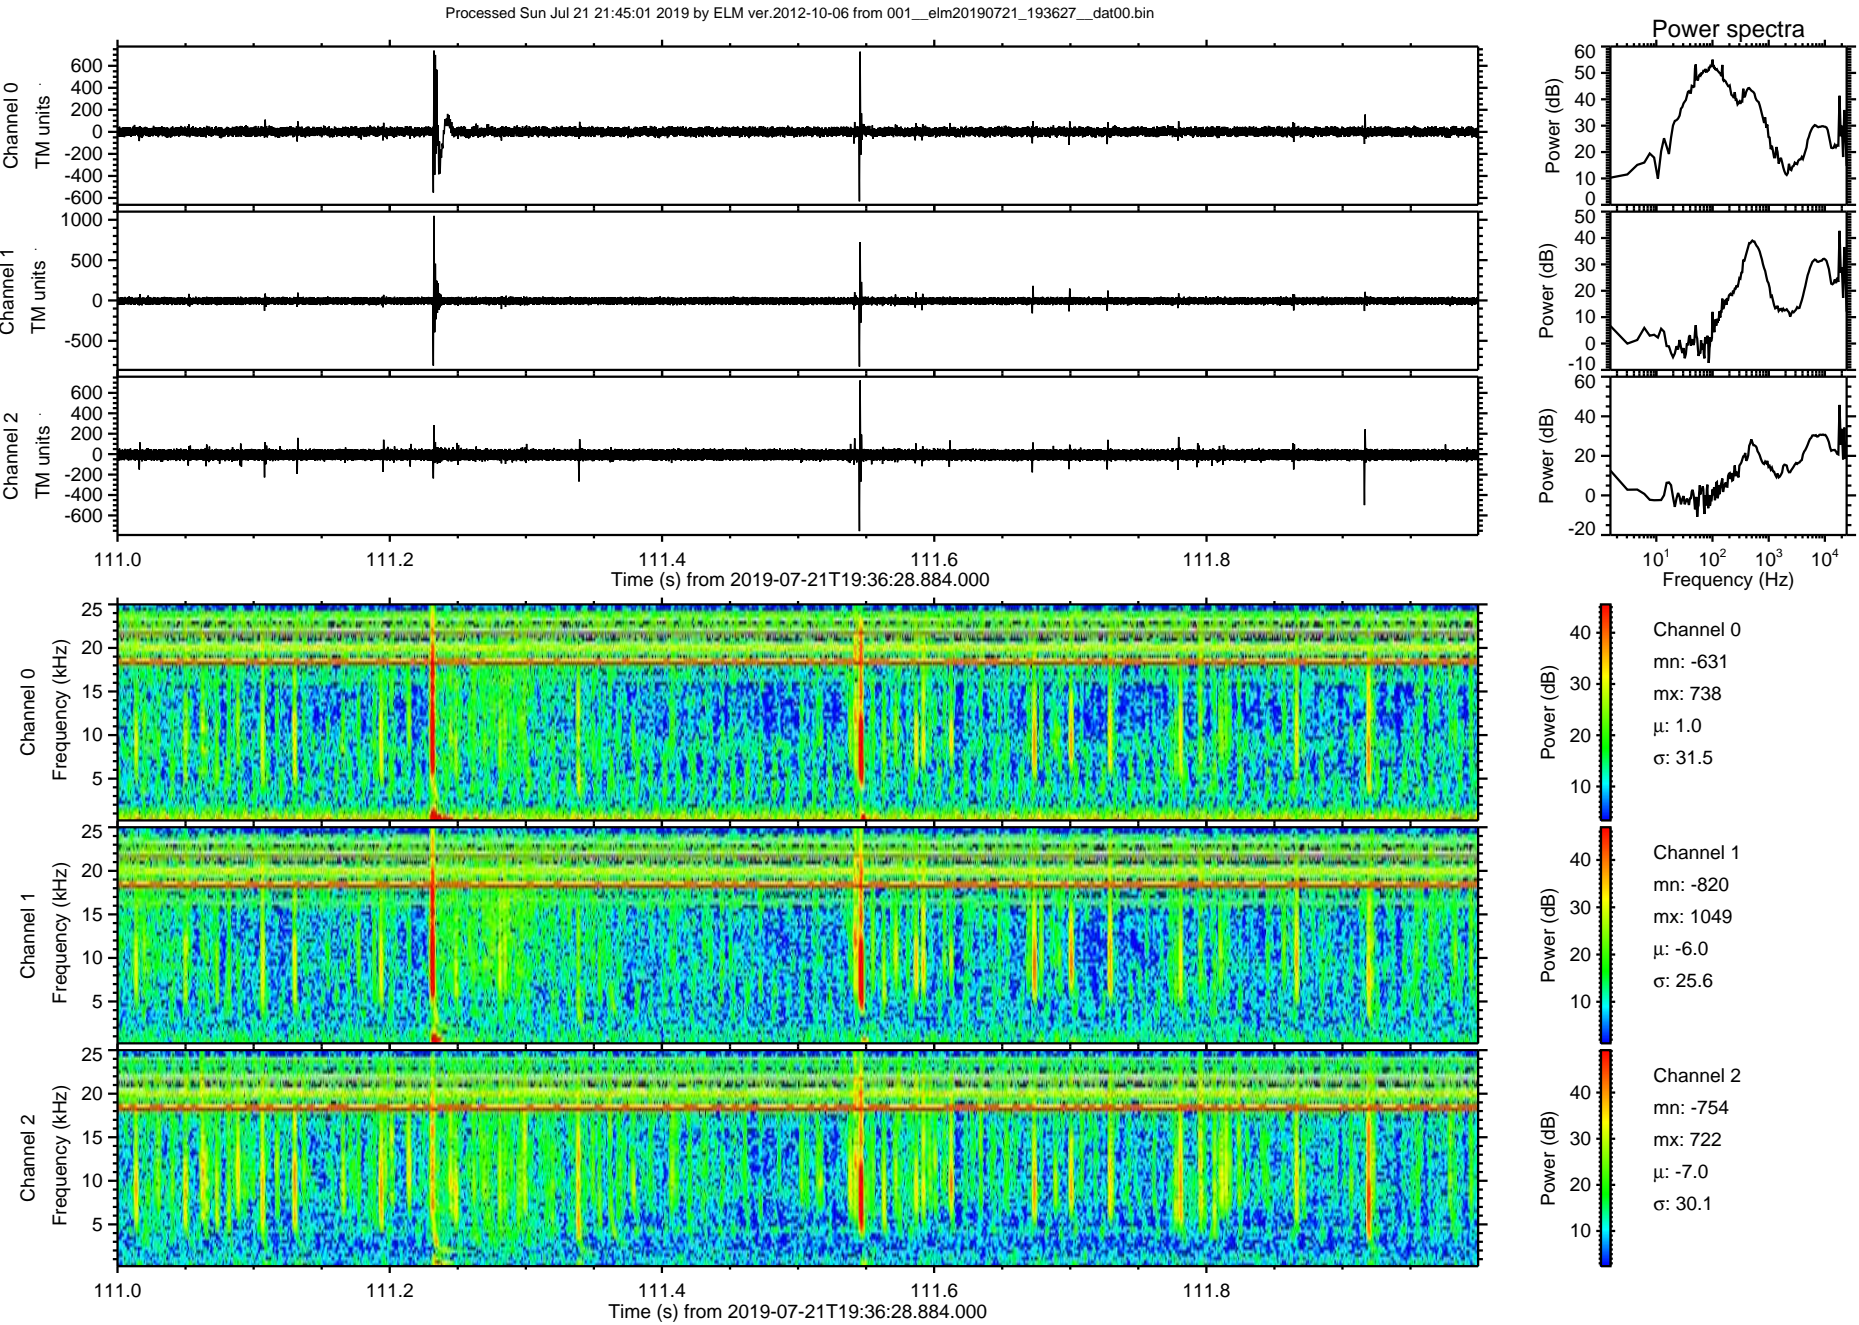 Processed Sun Jul 21 21:45:01 2019 by ELM ver.2012-10-06 from 001__elm20190721_193627__dat00.bin
Power spectra
Channel 0
TM units
600
400
200
0
-200
-400
-600
Power (dB)
60
50
40
30
20
10
0
Channel 1
TM units
1000
500
0
-500
Power (dB)
50
40
30
20
10
0
-10
Channel 2
TM units
600
400
200
0
-200
-400
-600
Power (dB)
60
40
20
0
-20
111.0 111.2 111.4 111.6 111.8
Time (s) from 2019-07-21T19:36:28.884.000
10¹ 10² 10³ 10⁴
Frequency (Hz)
Channel 0
Frequency (kHz)
25
20
15
10
5
Power (dB)
40
30
20
10
Channel 0
mn: -631
mx: 738
μ: 1.0
σ: 31.5
Channel 1
Frequency (kHz)
25
20
15
10
5
Power (dB)
40
30
20
10
Channel 1
mn: -820
mx: 1049
μ: -6.0
σ: 25.6
Channel 2
Frequency (kHz)
25
20
15
10
5
Power (dB)
40
30
20
10
Channel 2
mn: -754
mx: 722
μ: -7.0
σ: 30.1
111.0 111.2 111.4 111.6 111.8
Time (s) from 2019-07-21T19:36:28.884.000